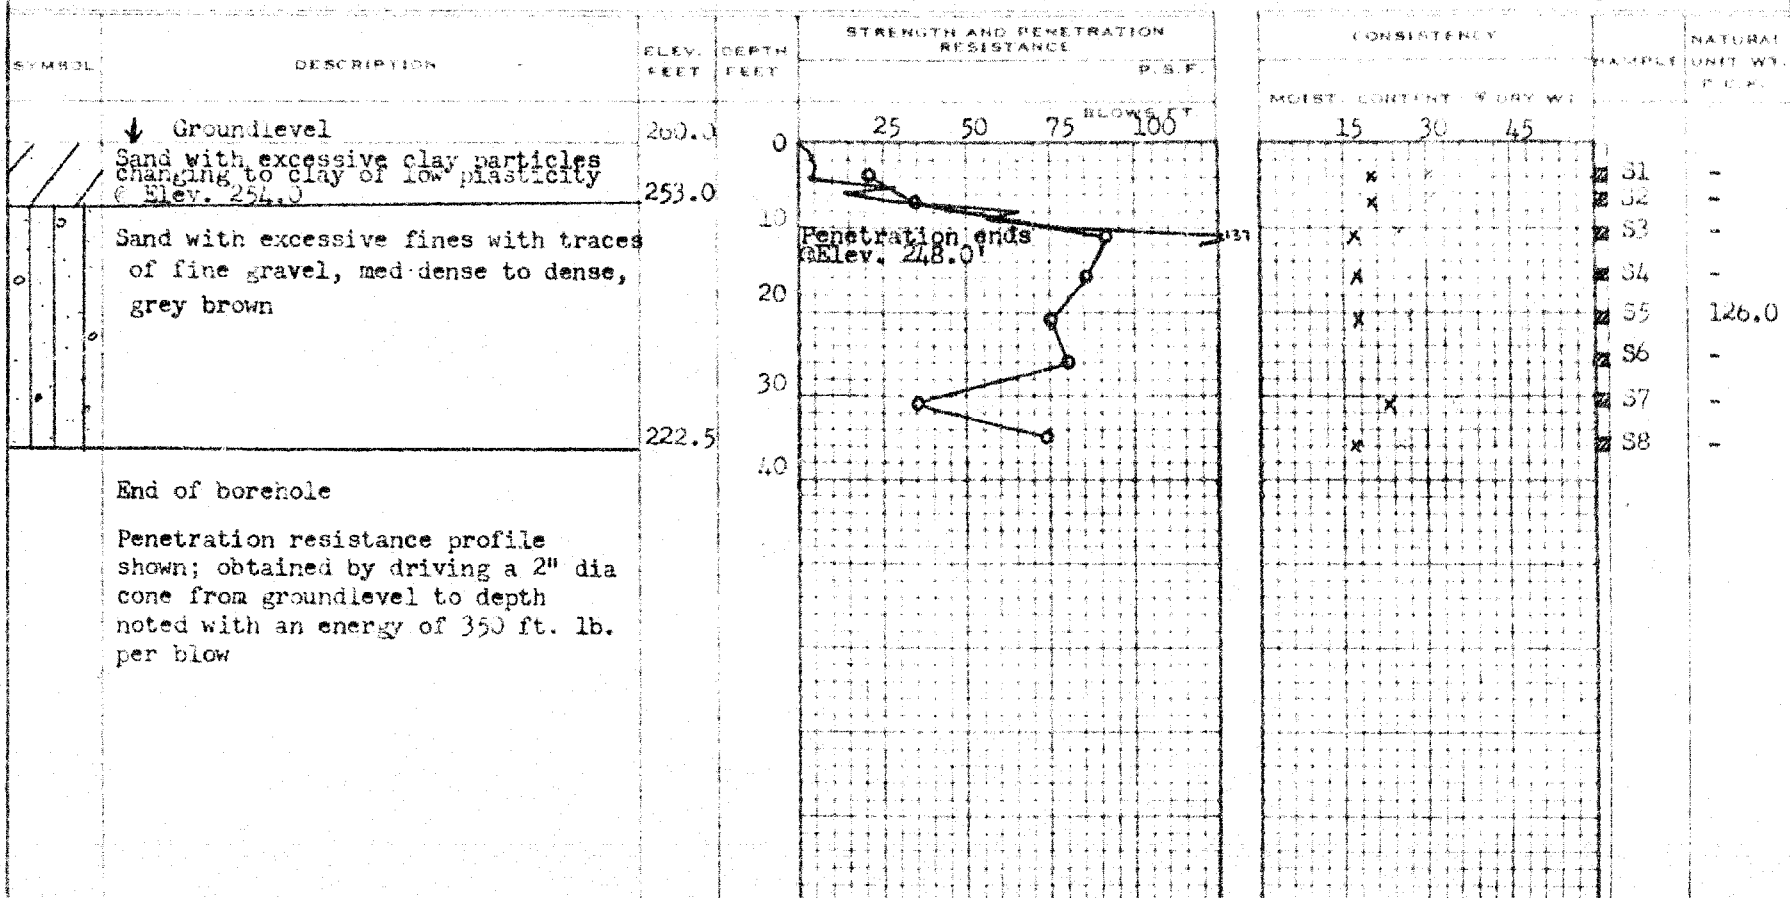 SYMBOL
DESCRIPTION
ELEV.
FEET
DEPTH
FEET
STRENGTH AND PENETRATION
RESISTANCE
P.S.F.
BLOWS/FT.
CONSISTENCY
MOIST. CONTENT % DRY WT.
SAMPLE
NATURAL
UNIT WT.
P.C.F.
25 50 75 100
15 30 45
↓ Groundlevel
260.0
0
Sand with excessive clay particles
changing to clay of low plasticity
@ Elev. 254.0
253.0
Sand with excessive fines with traces
of fine gravel, med dense to dense,
grey brown
222.5
10
20
30
40
Penetration ends
@Elev. 248.0'
137
S1 -
S2 -
S3 -
S4 -
S5 126.0
S6 -
S7 -
S8 -
End of borehole
Penetration resistance profile
shown; obtained by driving a 2" dia
cone from groundlevel to depth
noted with an energy of 350 ft. lb.
per blow